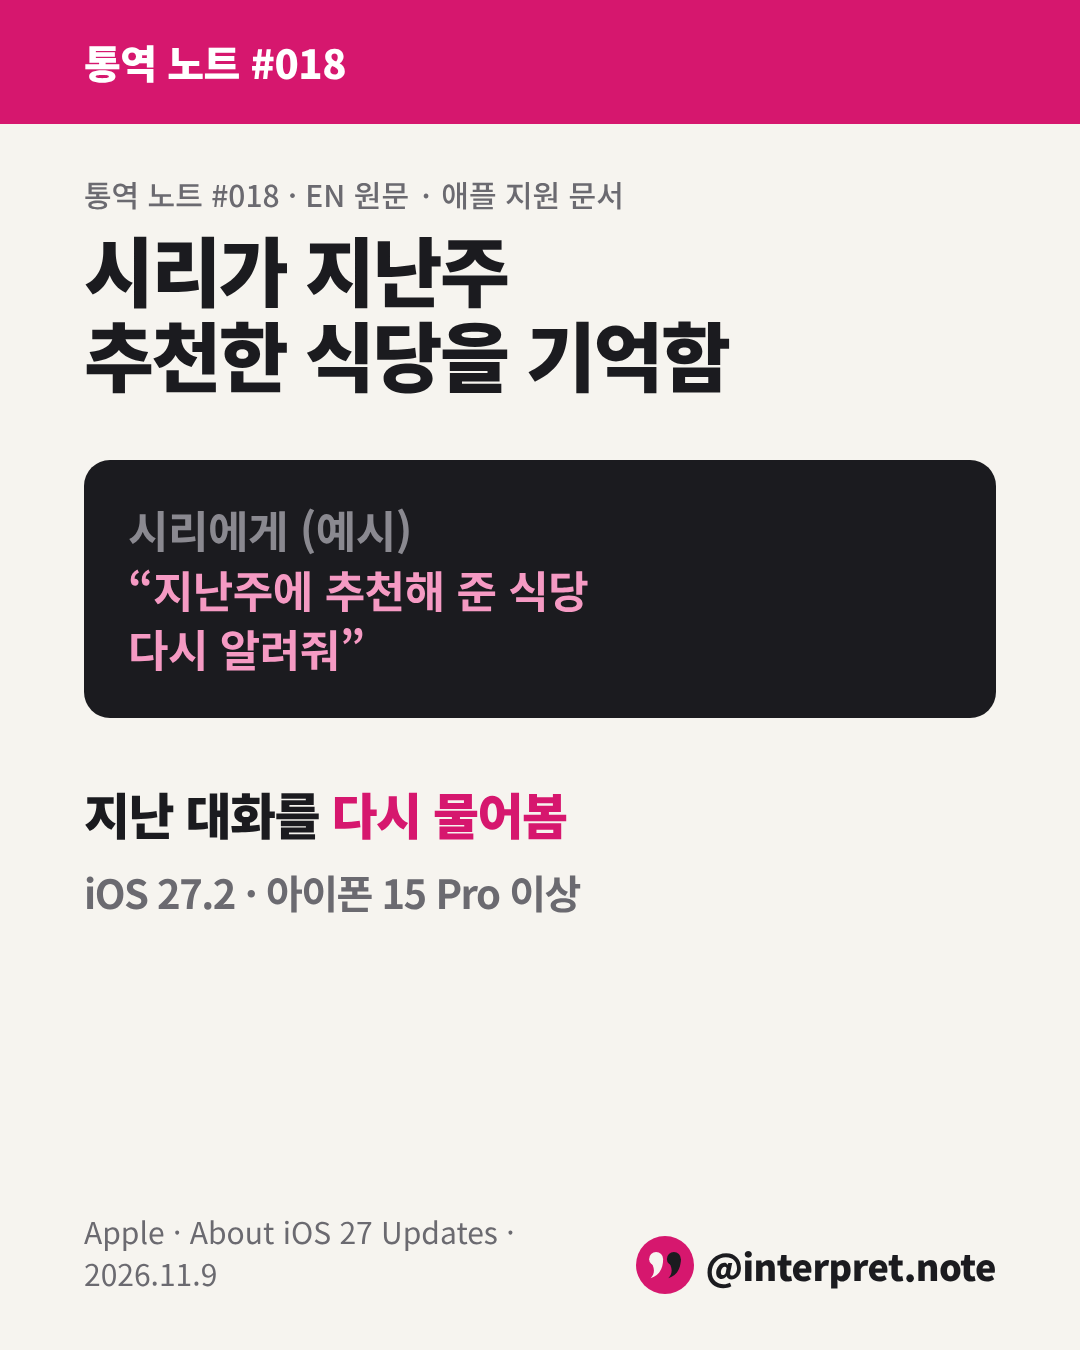 통역 노트 #018
통역 노트 #018 · EN 원문 · 애플 지원 문서
시리가 지난주
추천한 식당을 기억함
시리에게 (예시)
“지난주에 추천해 준 식당
다시 알려줘”
지난 대화를 다시 물어봄
iOS 27.2 · 아이폰 15 Pro 이상
Apple · About iOS 27 Updates ·
2026.11.9
@interpret.note